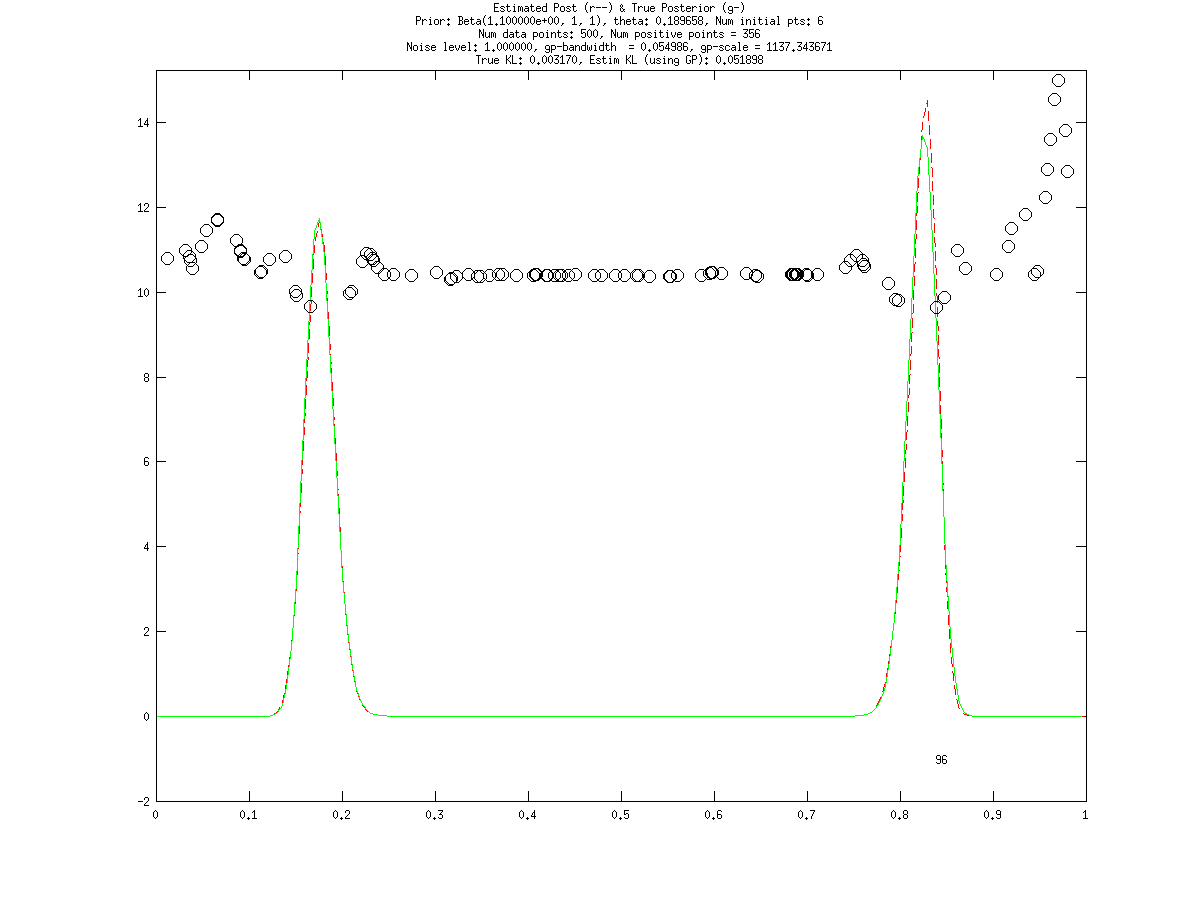 Estimated Post (r--) & True Posterior (g-)
Prior: Beta(1.100000e+00, 1, 1), theta: 0.189658, Num initial pts: 6
Num data points: 500, Num positive points = 356
Noise level: 1.000000, gp-bandwidth  = 0.054986, gp-scale = 1137.343671
True KL: 0.003170, Estim KL (using GP): 0.051898
14
12
10
8
6
4
2
0
96
-2
0 0.1 0.2 0.3 0.4 0.5 0.6 0.7 0.8 0.9 1